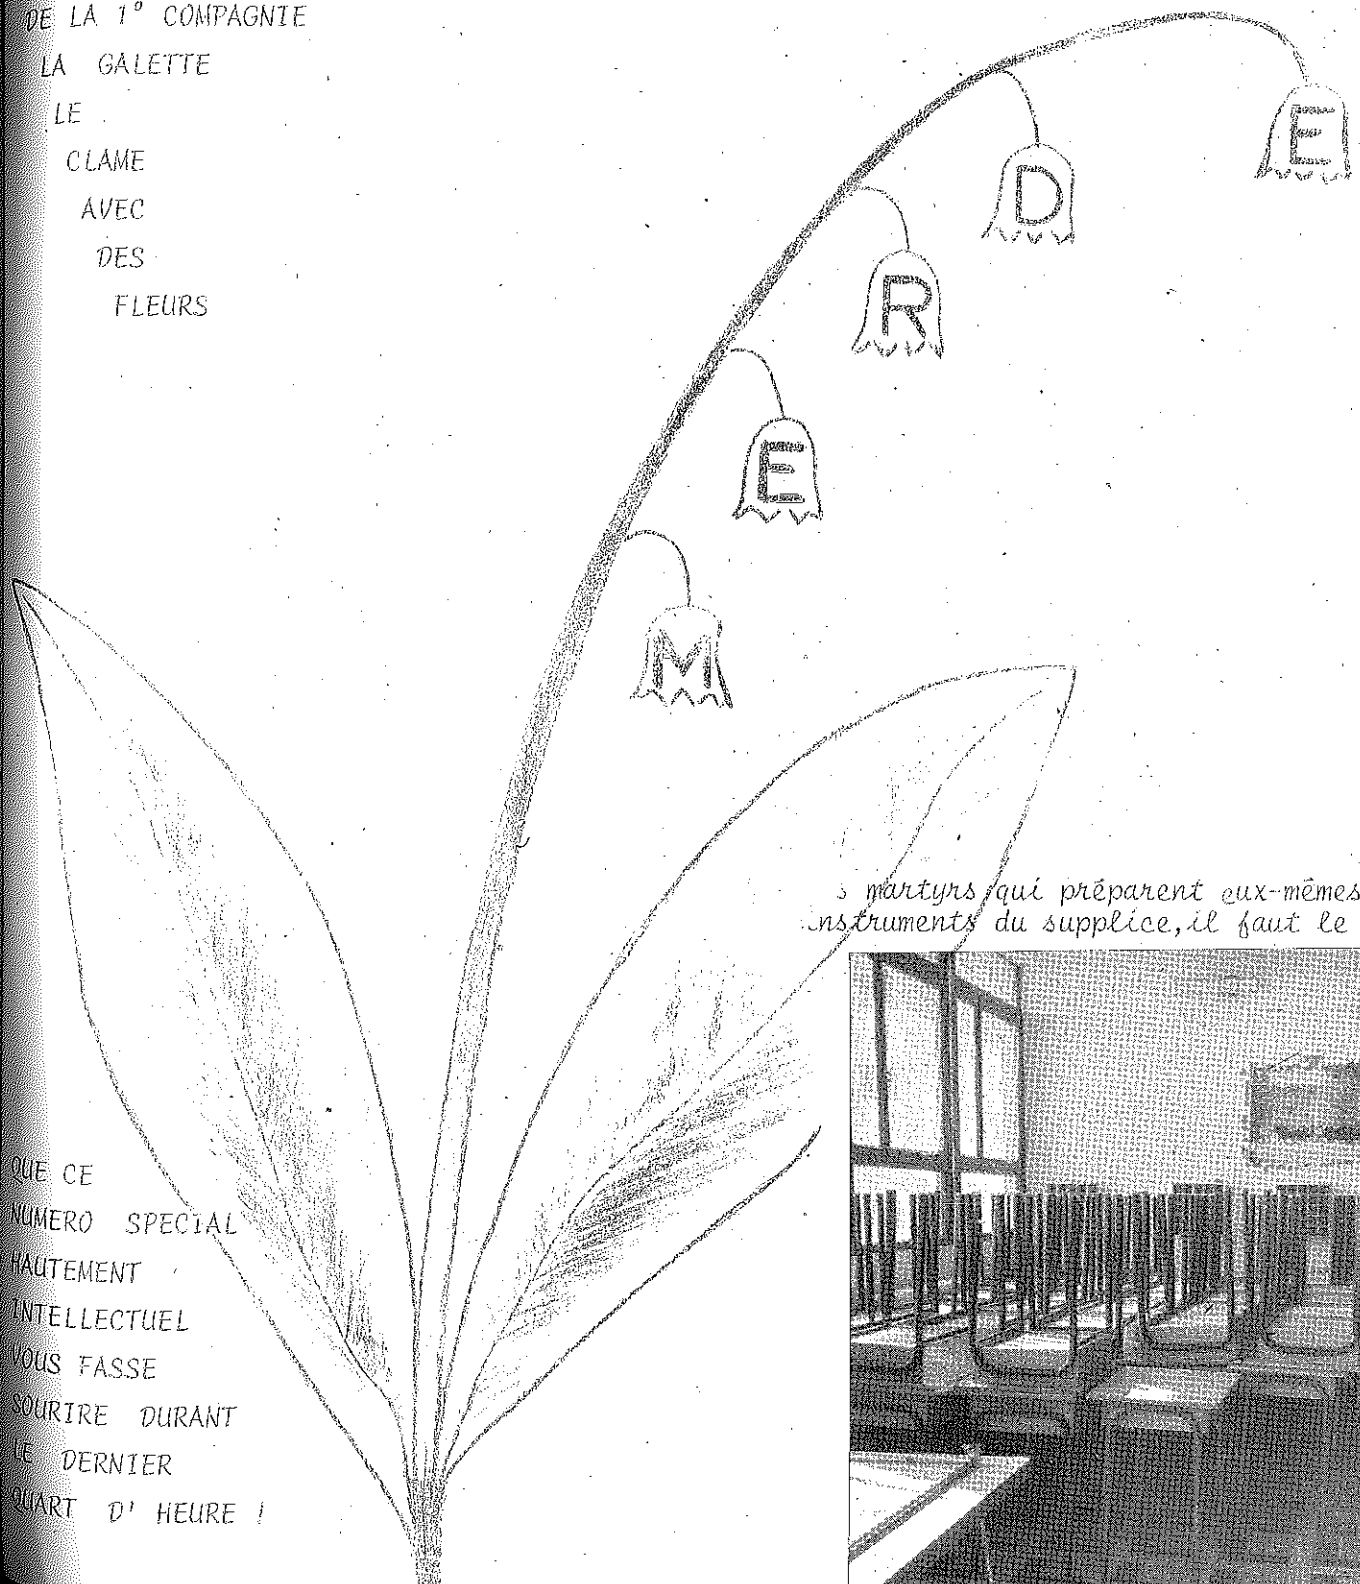 DE LA 1° COMPAGNIE
LA GALETTE
LE
CLAME
AVEC
DES
FLEURS
M
E
R
D
E
martyrs qui préparent eux-mêmes
nstruments du supplice, il faut le
QUE CE
NUMERO SPECIAL
HAUTEMENT
INTELLECTUEL
VOUS FASSE
SOURIRE DURANT
LE DERNIER
QUART D' HEURE !